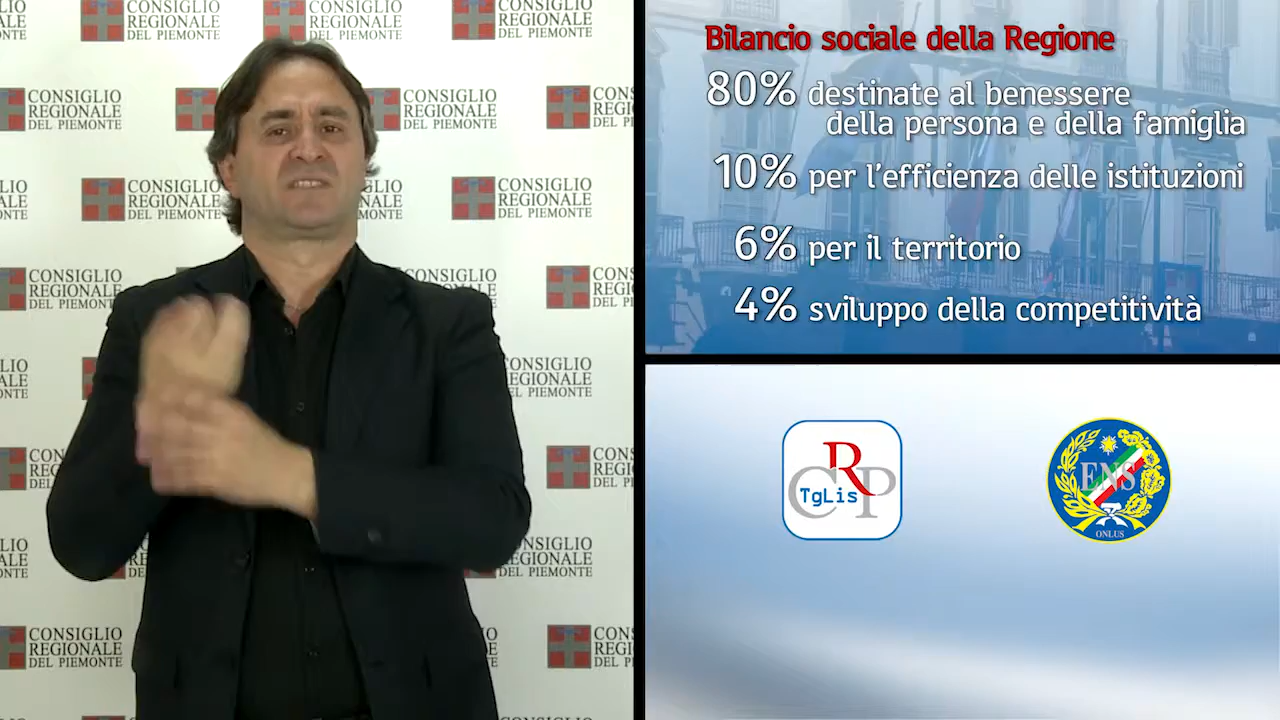 CONSIGLIO
REGIONALE
DEL PIEMONTE
Bilancio sociale della Regione
80% destinate al benessere
della persona e della famiglia
10% per l'efficienza delle istituzioni
6% per il territorio
4% sviluppo della competitività
CRP
TgLis
ENS
ONLUS